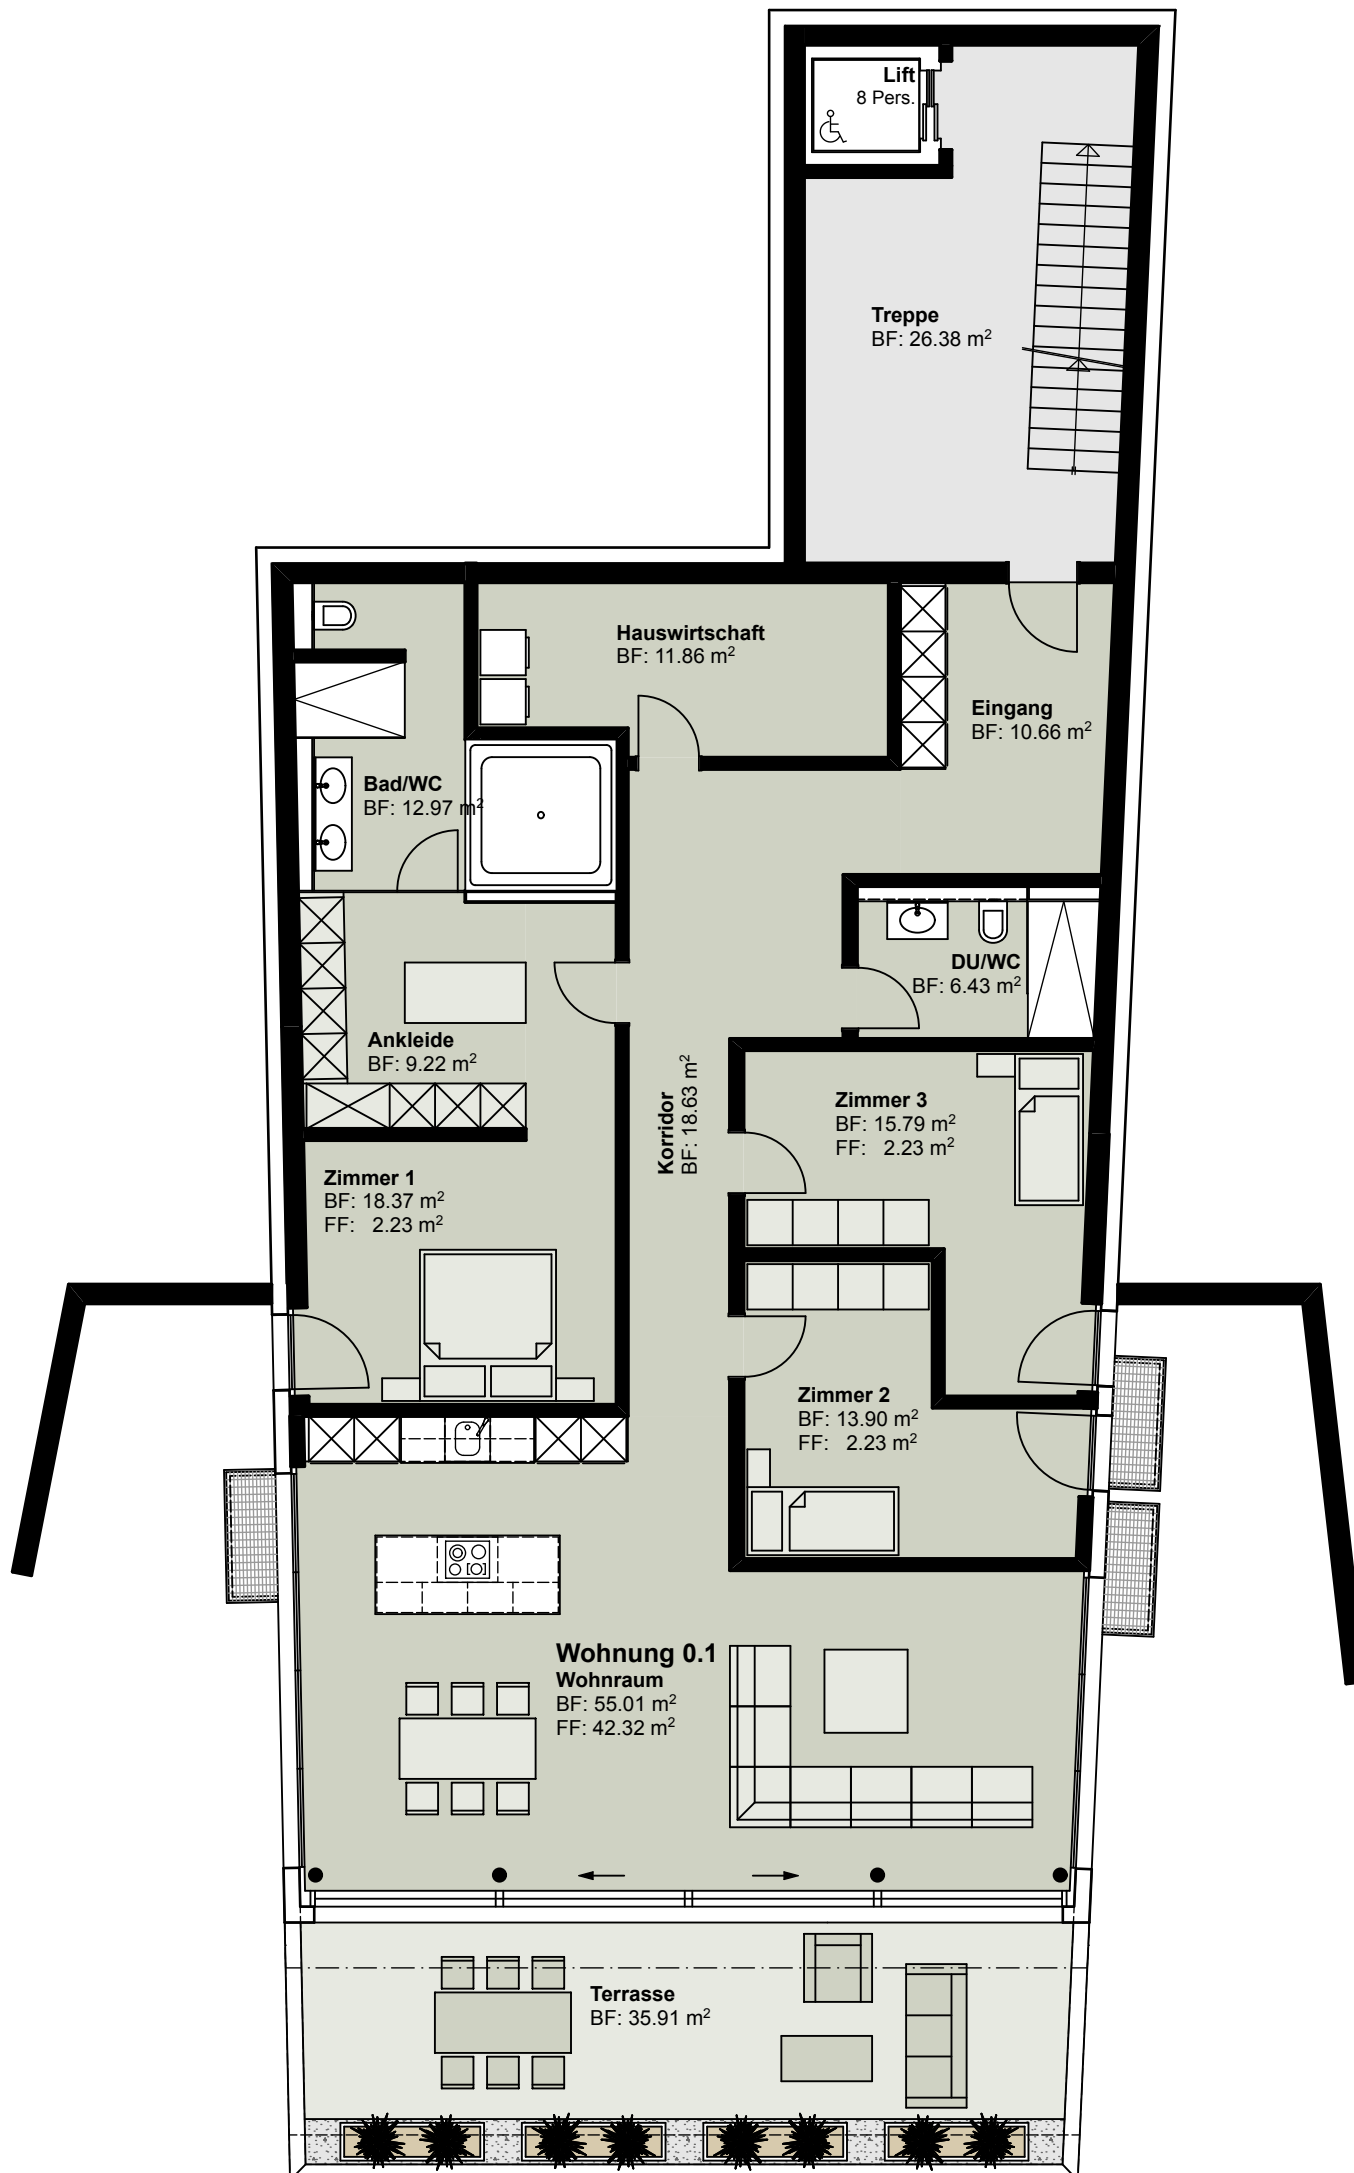 Lift
8 Pers.
Treppe
BF: 26.38 m²
Hauswirtschaft
BF: 11.86 m²
Eingang
BF: 10.66 m²
Bad/WC
BF: 12.97 m²
DU/WC
BF: 6.43 m²
Ankleide
BF: 9.22 m²
Korridor
BF: 18.63 m²
Zimmer 3
BF: 15.79 m²
FF: 2.23 m²
Zimmer 1
BF: 18.37 m²
FF: 2.23 m²
Zimmer 2
BF: 13.90 m²
FF: 2.23 m²
Wohnung 0.1
Wohnraum
BF: 55.01 m²
FF: 42.32 m²
Terrasse
BF: 35.91 m²